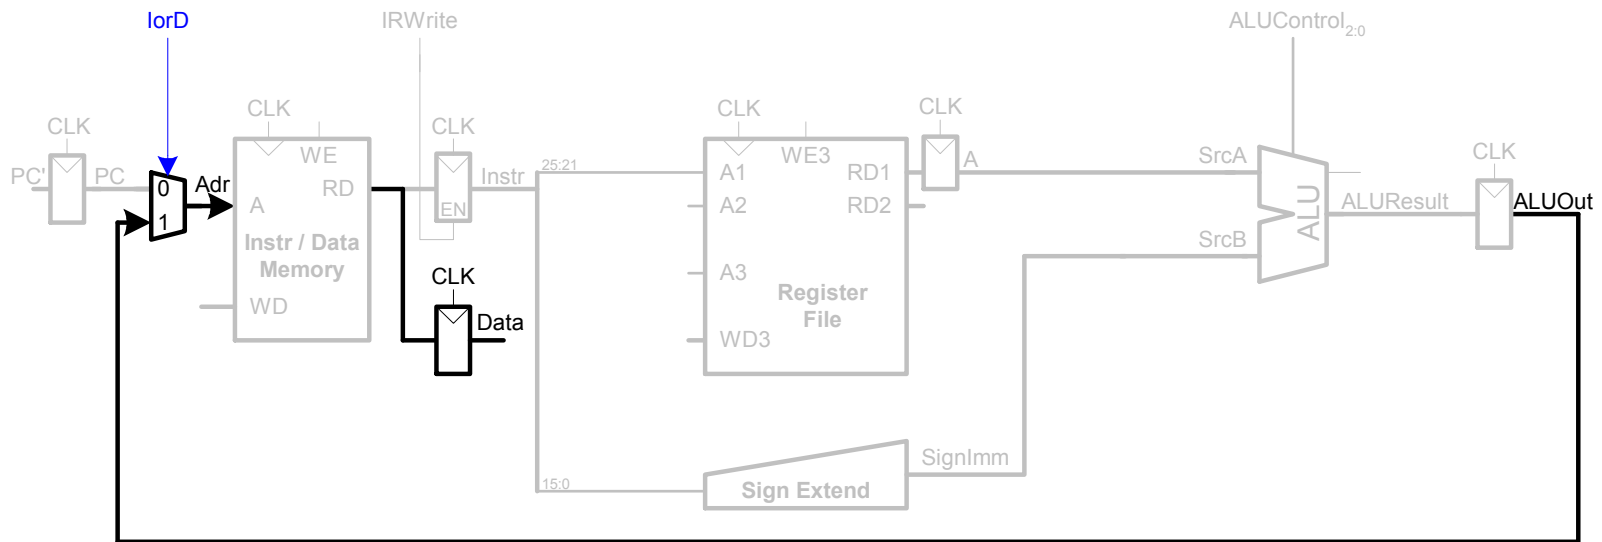 IorD
IRWrite
ALUControl2:0
CLK
CLK
CLK
CLK
CLK
CLK
PC'
PC
0
1
Adr
WE
RD
A
Instr / Data
Memory
WD
EN
Instr
CLK
Data
25:21
15:0
A1
WE3
RD1
A2
RD2
A3
Register
File
WD3
A
SrcA
SrcB
ALU
ALUResult
CLK
ALUOut
SignImm
Sign Extend